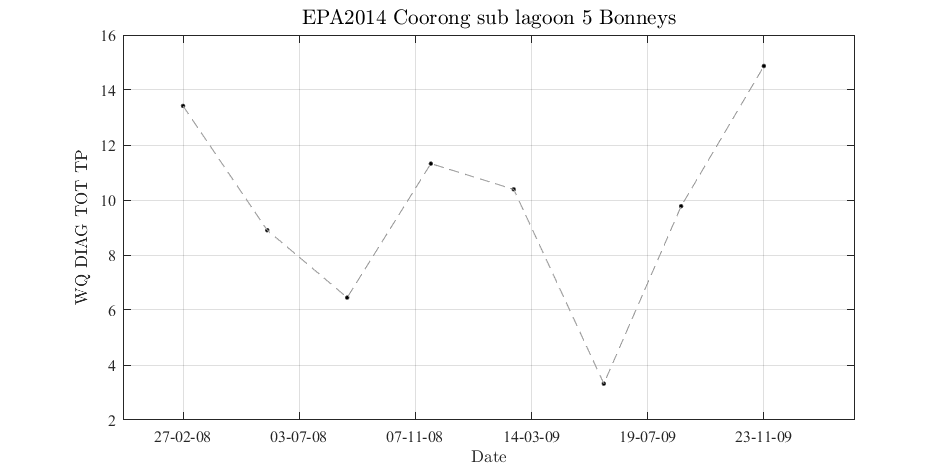 EPA2014 Coorong sub lagoon 5 Bonneys
16
14
12
10
8
6
4
2
WQ DIAG TOT TP
27-02-08 03-07-08 07-11-08 14-03-09 19-07-09 23-11-09
Date